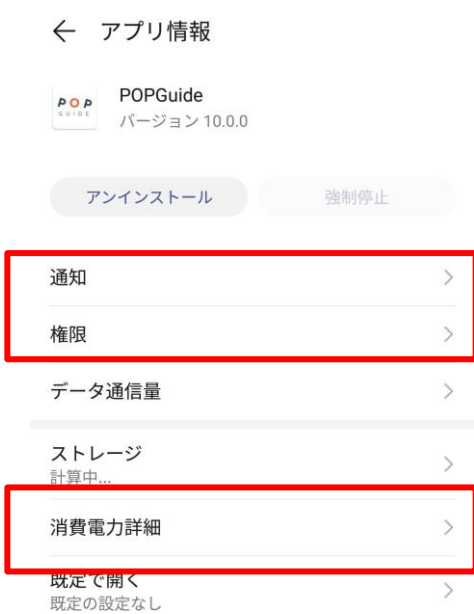 ← アプリ情報
POP
GUIDE
POPGuide
バージョン 10.0.0
アンインストール
強制停止
通知
権限
データ通信量
ストレージ
計算中...
消費電力詳細
既定で開く
既定の設定なし